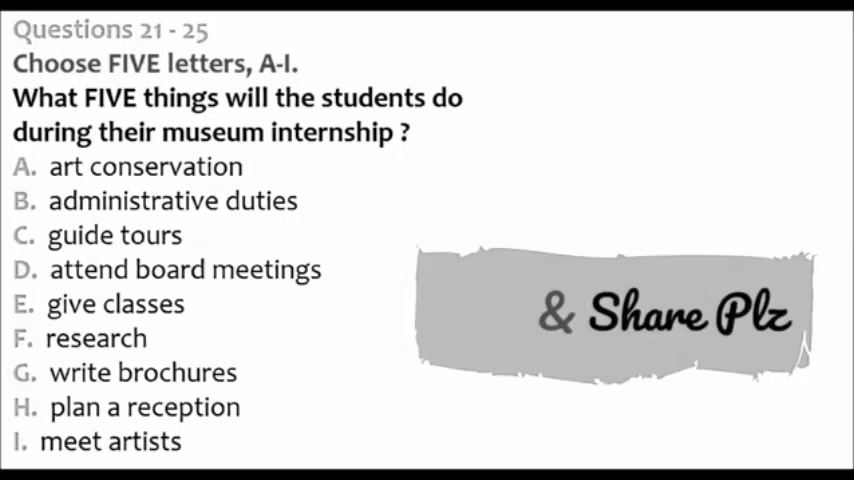 Questions 21 - 25
Choose FIVE letters, A-I.
What FIVE things will the students do
during their museum internship ?
A. art conservation
B. administrative duties
C. guide tours
D. attend board meetings
E. give classes
F. research
G. write brochures
H. plan a reception
I. meet artists
& Share Plz